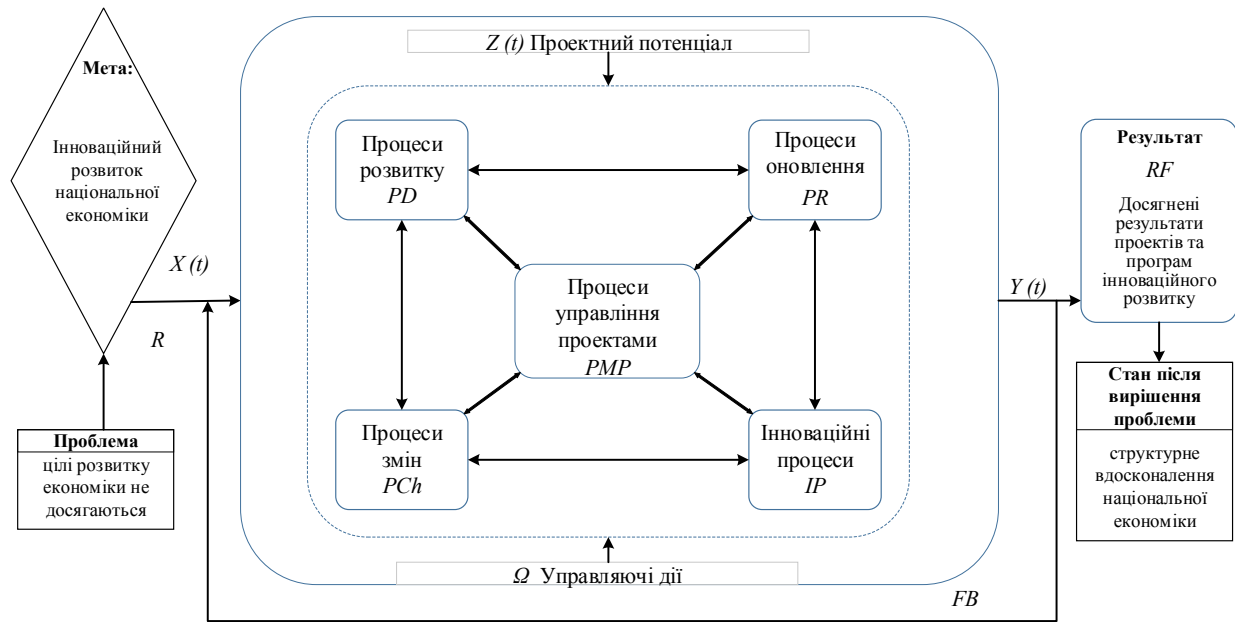 Мета:
Інноваційний
розвиток
національної
економіки
X (t)
R
Проблема
цілі розвитку
економіки не
досягаються
Z (t) Проектний потенціал
Процеси
розвитку
PD
Процеси
оновлення
PR
Процеси
управління
проектами
PMP
Процеси
змін
PCh
Інноваційні
процеси
IP
Ω Управляючі дії
FB
Y (t)
Результат
RF
Досягнені
результати
проектів та
програм
інноваційного
розвитку
Стан після
вирішення
проблеми
структурне
вдосконалення
національної
економіки